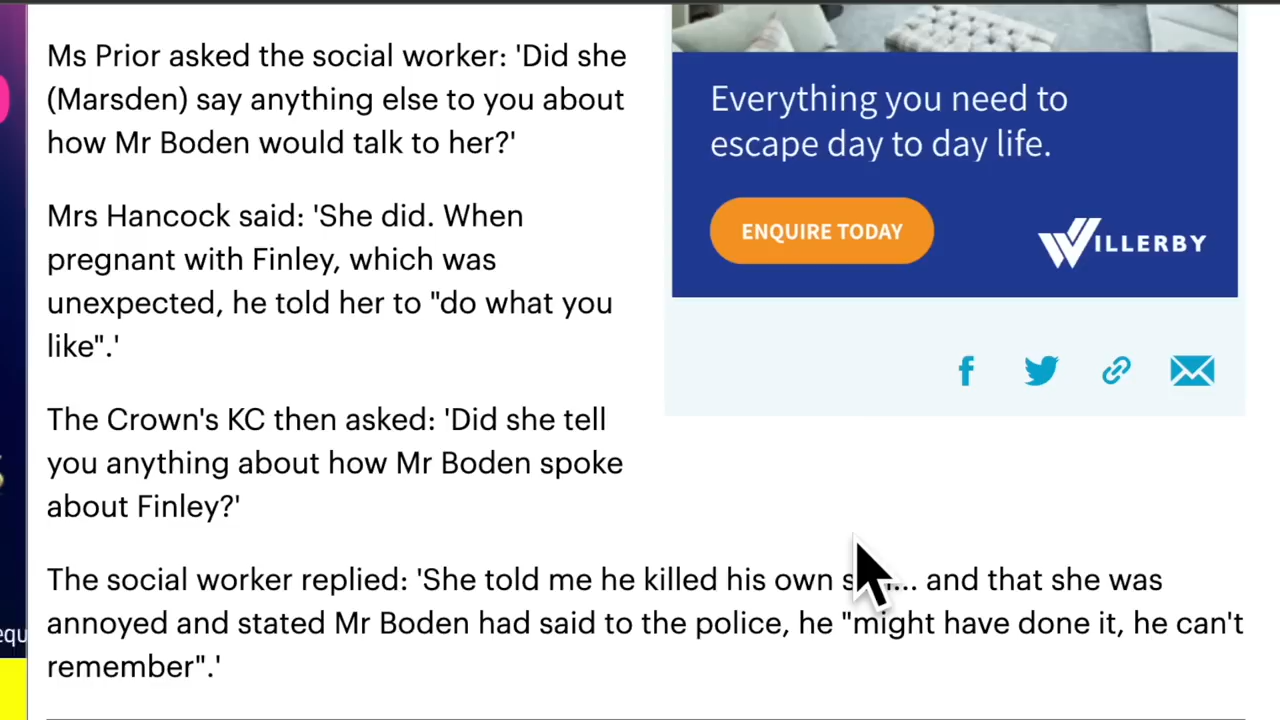 Ms Prior asked the social worker: 'Did she
(Marsden) say anything else to you about
how Mr Boden would talk to her?'
Mrs Hancock said: 'She did. When
pregnant with Finley, which was
unexpected, he told her to "do what you
like".'
The Crown's KC then asked: 'Did she tell
you anything about how Mr Boden spoke
about Finley?'
The social worker replied: 'She told me he killed his own ... and that she was
annoyed and stated Mr Boden had said to the police, he "might have done it, he can't
remember".'
Everything you need to
escape day to day life.
ENQUIRE TODAY
WILLERBY
equ